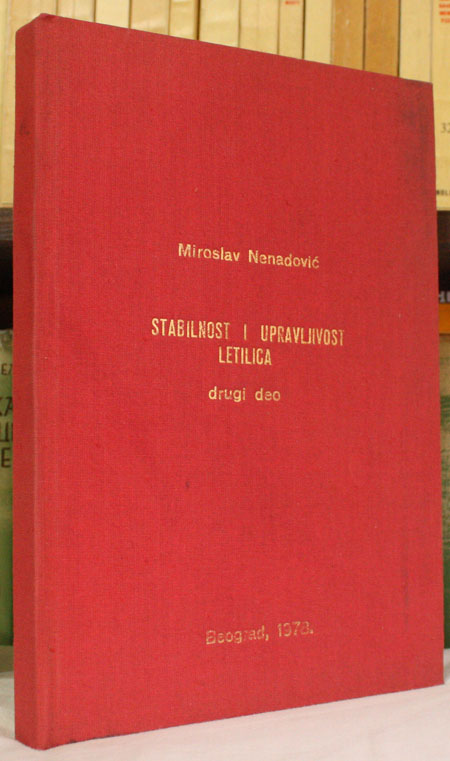 Miroslav Nenadović
STABILNOST I UPRAVLJIVOST
LETILICA
drugi deo
Beograd, 1978.